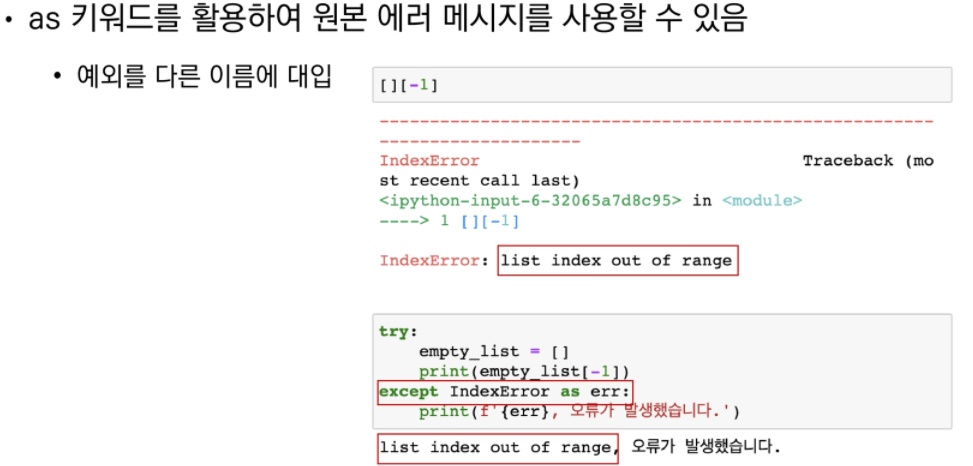 • as 키워드를 활용하여 원본 에러 메시지를 사용할 수 있음
• 예외를 다른 이름에 대입
[][-1]
---------------------------------------------------------------------------
IndexError Traceback (mo
st recent call last)
<ipython-input-6-32065a7d8c95> in <module>
----> 1 [][-1]
IndexError: list index out of range
try:
    empty_list = []
    print(empty_list[-1])
except IndexError as err:
    print(f'{err}, 오류가 발생했습니다.')
list index out of range, 오류가 발생했습니다.